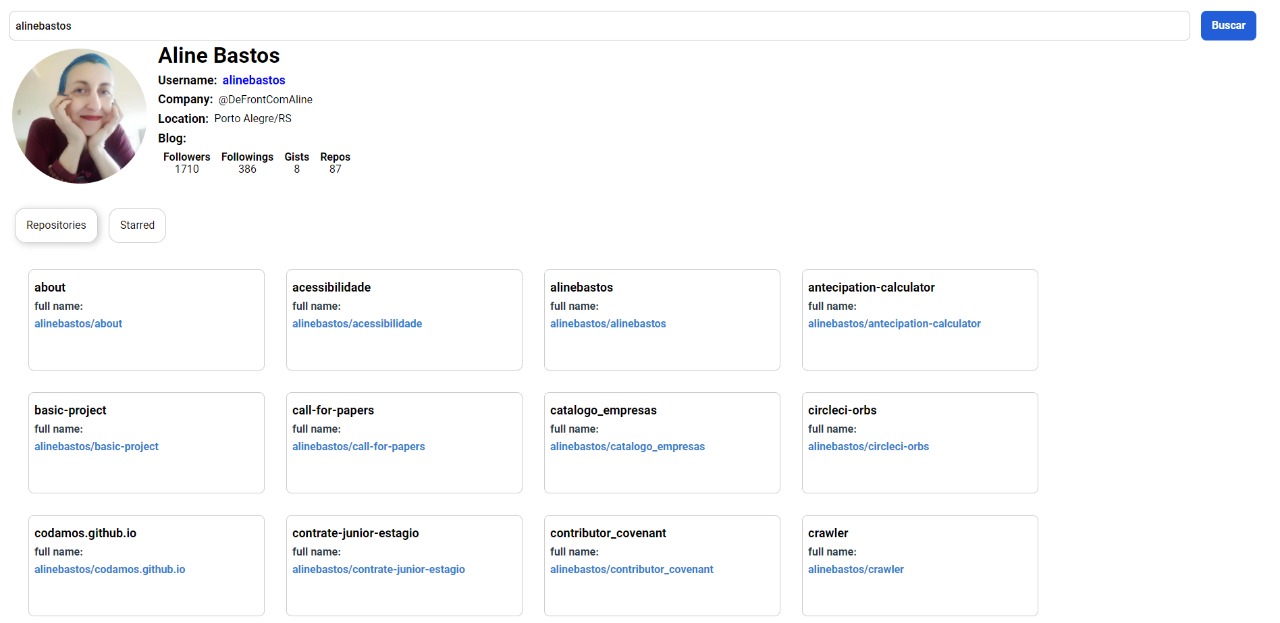 alinebastos
Buscar
Aline Bastos
Username: alinebastos
Company: @DeFrontComAline
Location: Porto Alegre/RS
Blog:
Followers Followings Gists Repos
1710 386 8 87
Repositories Starred
about
full name:
alinebastos/about
acessibilidade
full name:
alinebastos/acessibilidade
alinebastos
full name:
alinebastos/alinebastos
antecipation-calculator
full name:
alinebastos/antecipation-calculator
basic-project
full name:
alinebastos/basic-project
call-for-papers
full name:
alinebastos/call-for-papers
catalogo_empresas
full name:
alinebastos/catalogo_empresas
circleci-orbs
full name:
alinebastos/circleci-orbs
codamos.github.io
full name:
alinebastos/codamos.github.io
contrate-junior-estagio
full name:
alinebastos/contrate-junior-estagio
contributor_covenant
full name:
alinebastos/contributor_covenant
crawler
full name:
alinebastos/crawler